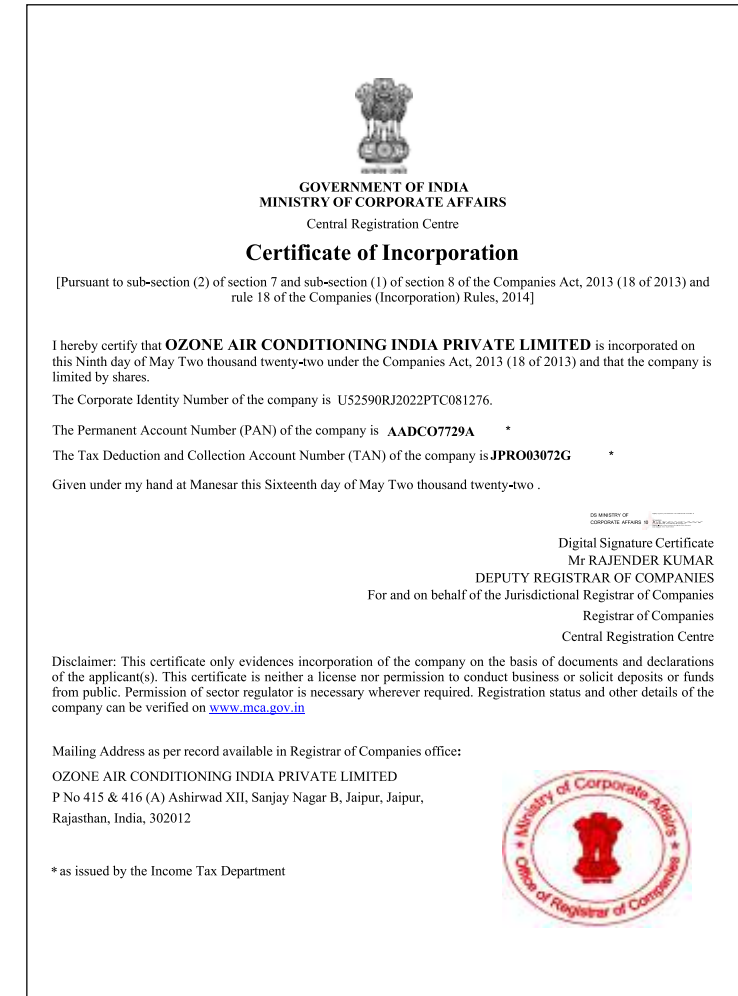 GOVERNMENT OF INDIA
MINISTRY OF CORPORATE AFFAIRS
Central Registration Centre
Certificate of Incorporation
[Pursuant to sub-section (2) of section 7 and sub-section (1) of section 8 of the Companies Act, 2013 (18 of 2013) and
rule 18 of the Companies (Incorporation) Rules, 2014]
I hereby certify that OZONE AIR CONDITIONING INDIA PRIVATE LIMITED is incorporated on
this Ninth day of May Two thousand twenty-two under the Companies Act, 2013 (18 of 2013) and that the company is
limited by shares.
The Corporate Identity Number of the company is U52590RJ2022PTC081276.
The Permanent Account Number (PAN) of the company is AADCO7729A *
The Tax Deduction and Collection Account Number (TAN) of the company is JPRO03072G *
Given under my hand at Manesar this Sixteenth day of May Two thousand twenty-two .
DS MINISTRY OF
CORPORATE AFFAIRS 10
Digital Signature Certificate
Mr RAJENDER KUMAR
DEPUTY REGISTRAR OF COMPANIES
For and on behalf of the Jurisdictional Registrar of Companies
Registrar of Companies
Central Registration Centre
Disclaimer: This certificate only evidences incorporation of the company on the basis of documents and declarations
of the applicant(s). This certificate is neither a license nor permission to conduct business or solicit deposits or funds
from public. Permission of sector regulator is necessary wherever required. Registration status and other details of the
company can be verified on www.mca.gov.in
Mailing Address as per record available in Registrar of Companies office:
OZONE AIR CONDITIONING INDIA PRIVATE LIMITED
P No 415 & 416 (A) Ashirwad XII, Sanjay Nagar B, Jaipur, Jaipur,
Rajasthan, India, 302012
* as issued by the Income Tax Department
Ministry of Corporate Affairs
Office of Registrar of Companies